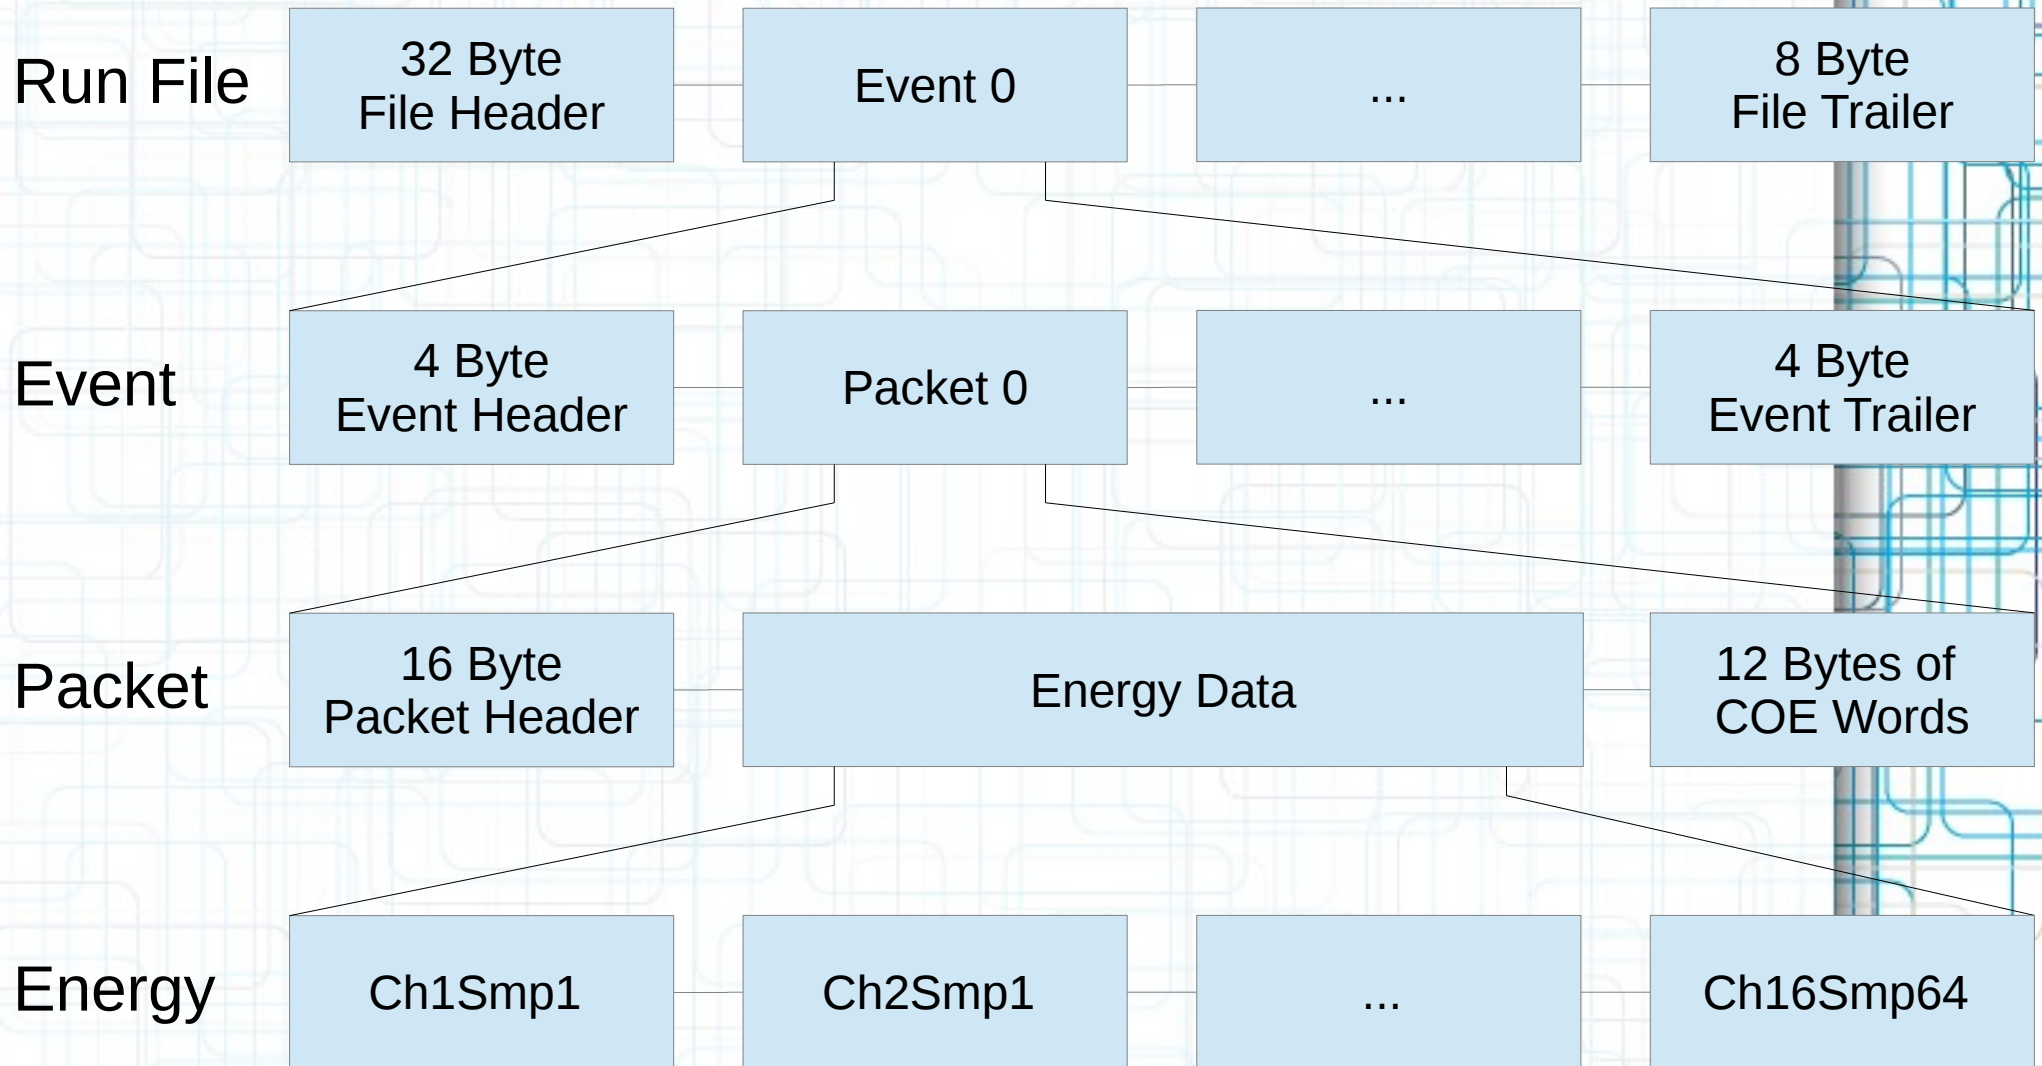 Run File
32 Byte
File Header
Event 0
...
8 Byte
File Trailer
Event
4 Byte
Event Header
Packet 0
...
4 Byte
Event Trailer
Packet
16 Byte
Packet Header
Energy Data
12 Bytes of
COE Words
Energy
Ch1Smp1
Ch2Smp1
...
Ch16Smp64